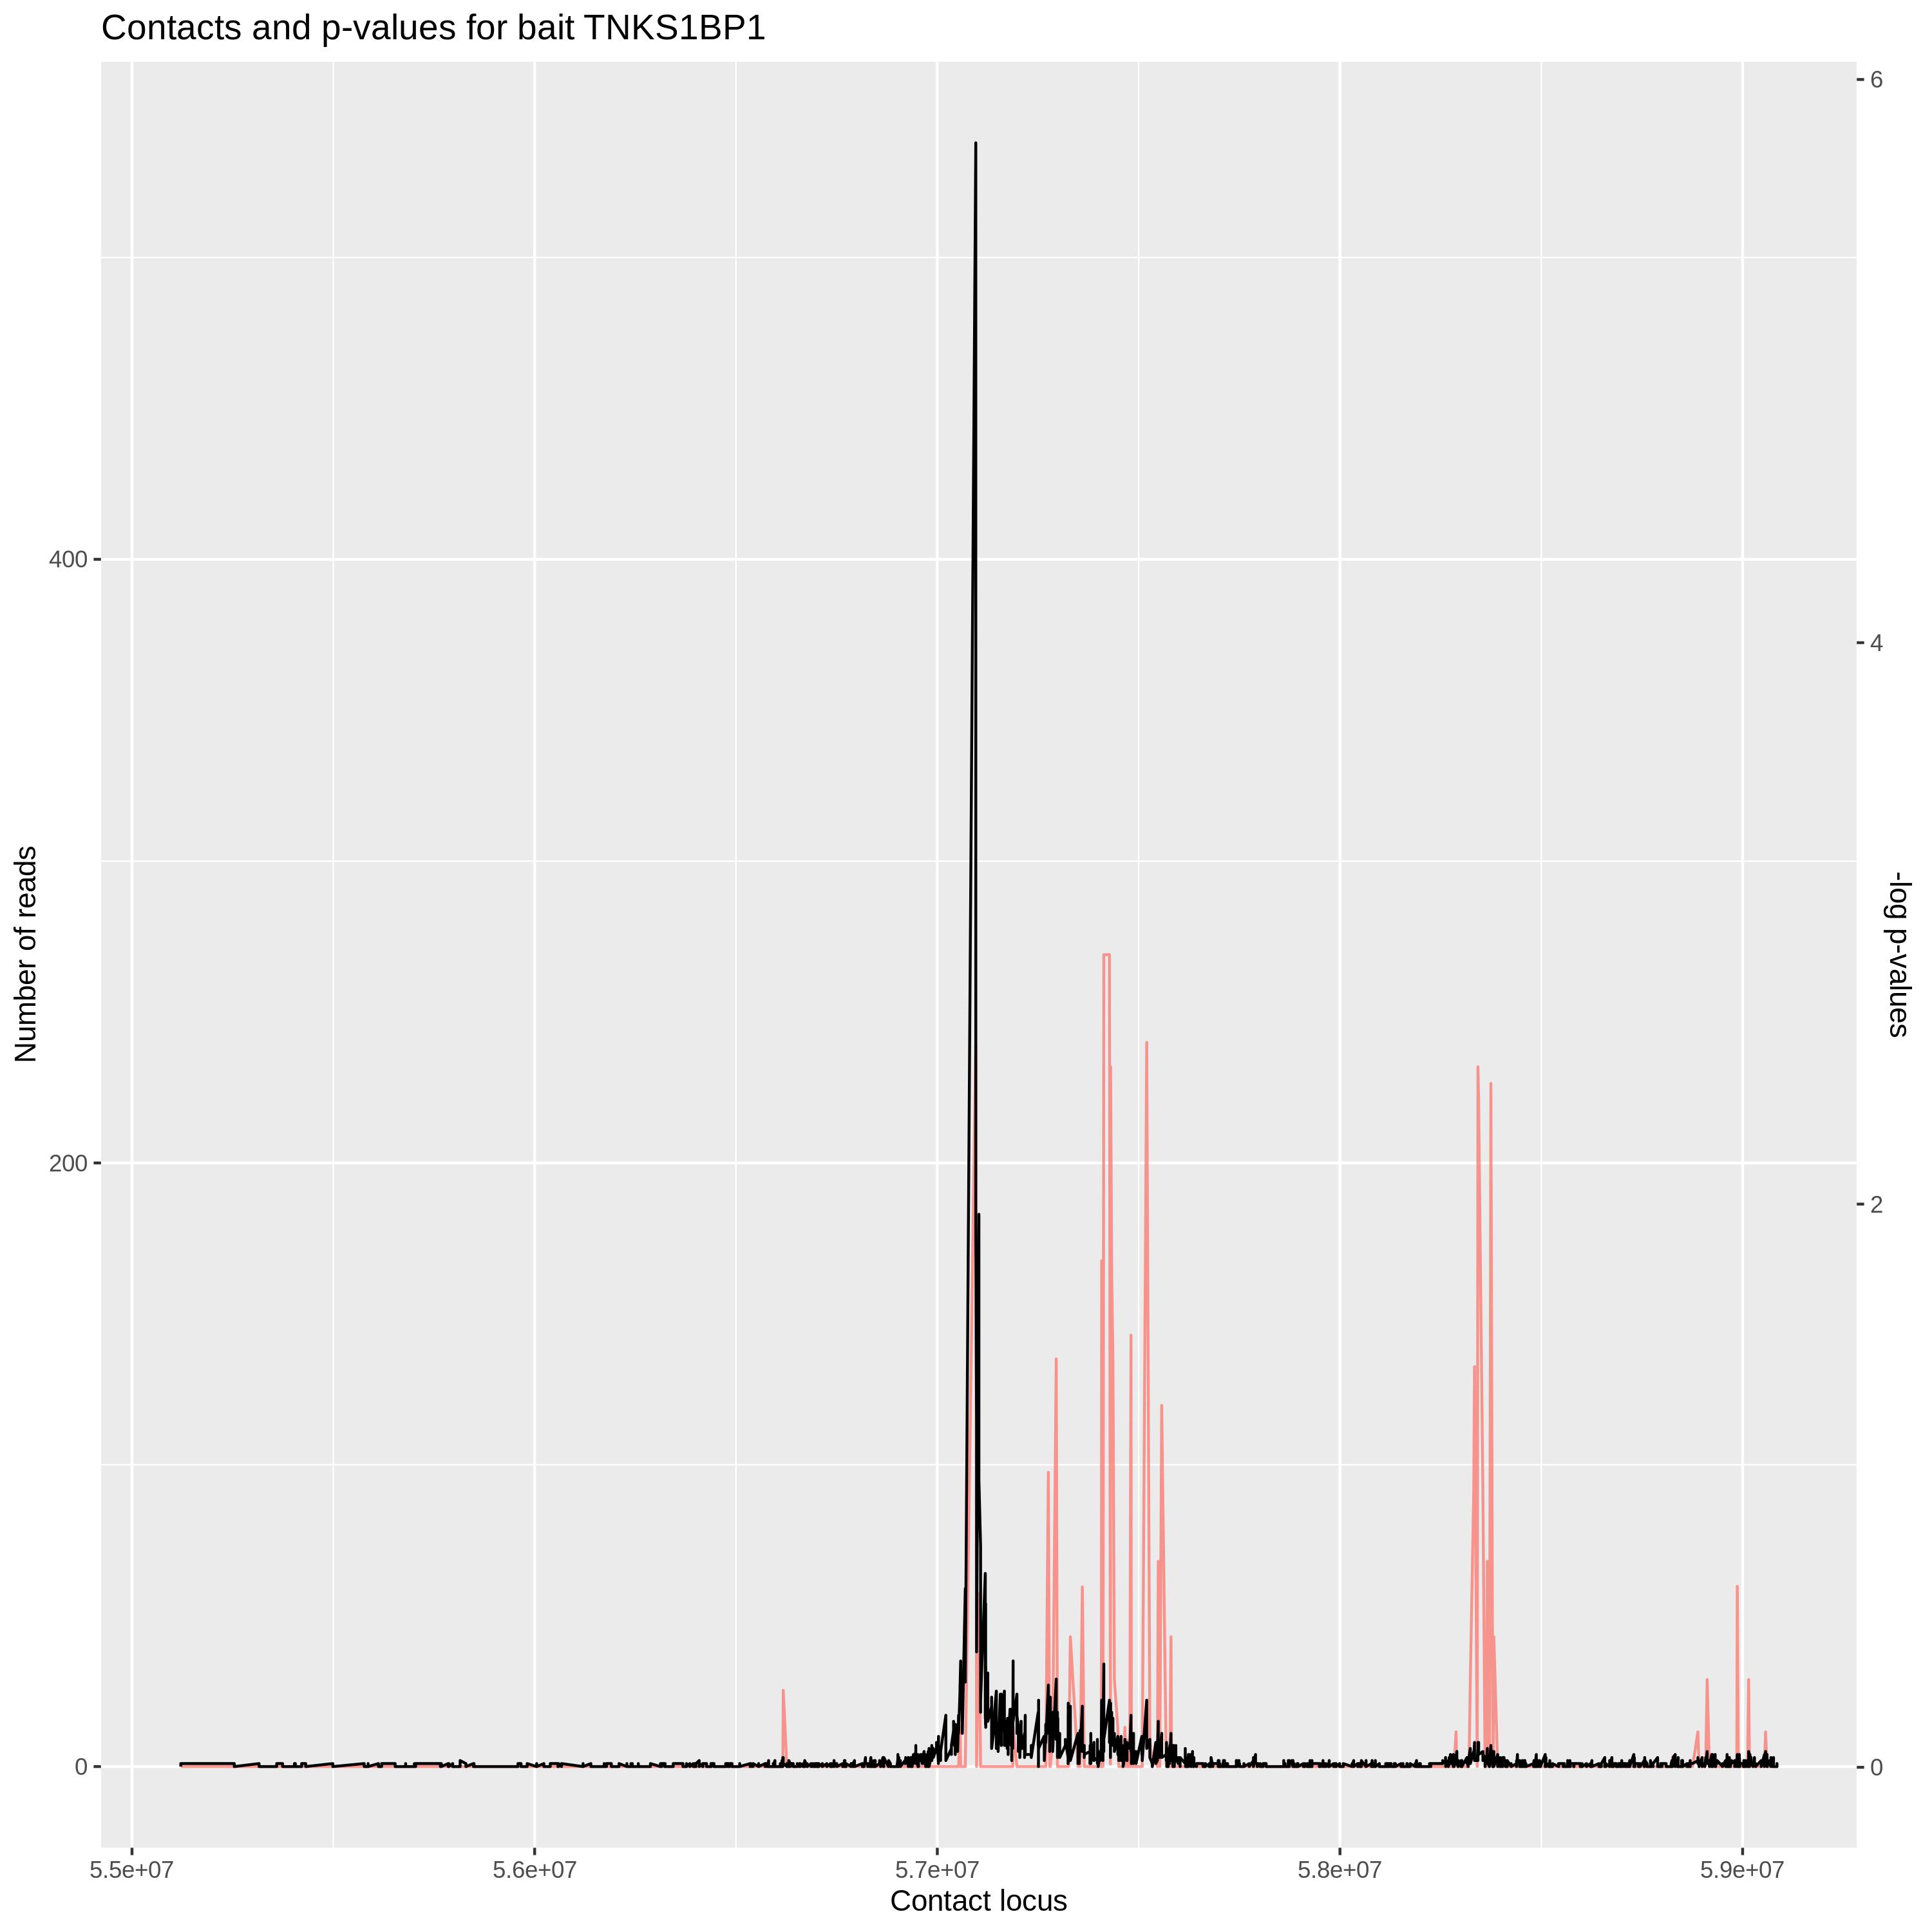 Contacts and p-values for bait TNKS1BP1
6
400
4
Number of reads
-log p-values
200
2
0
0
5.5e+07
5.6e+07
5.7e+07
5.8e+07
5.9e+07
Contact locus